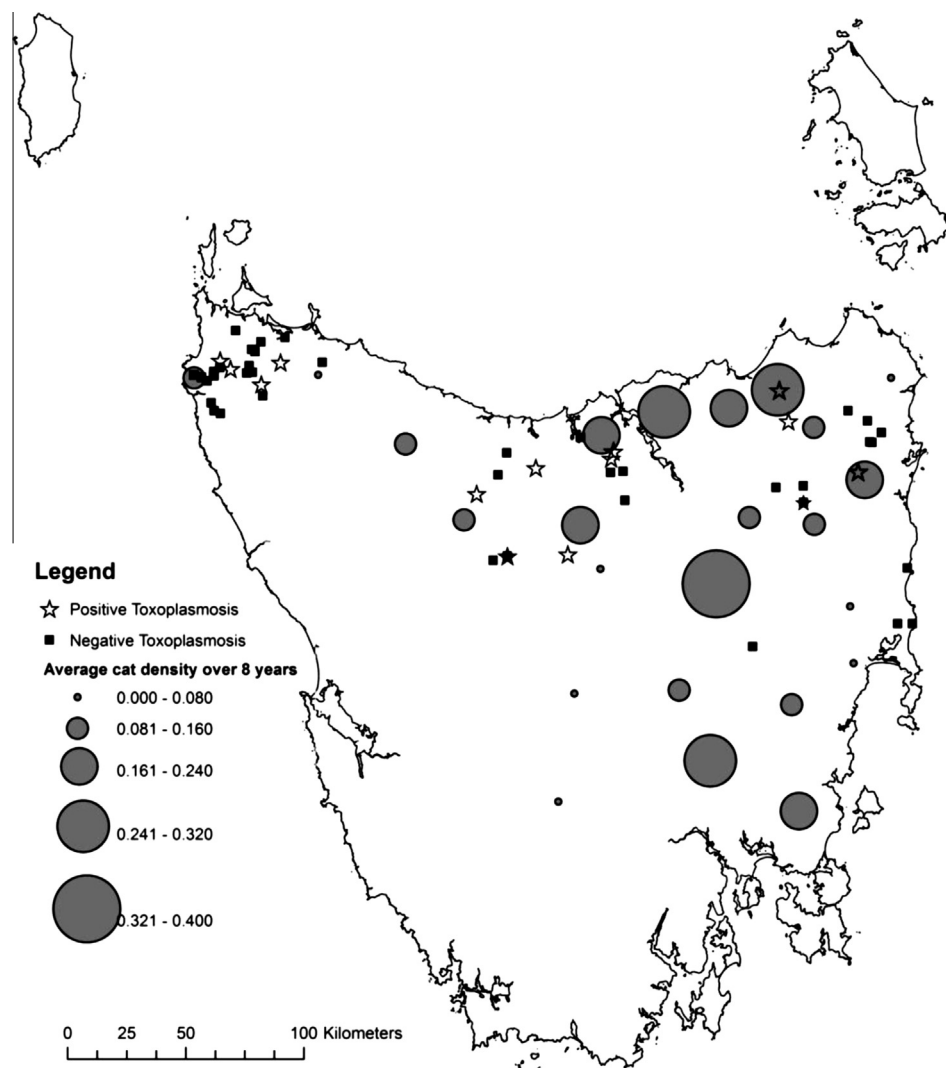 Legend
Positive Toxoplasmosis
Negative Toxoplasmosis
Average cat density over 8 years
0.000 - 0.080
0.081 - 0.160
0.161 - 0.240
0.241 - 0.320
0.321 - 0.400
0 25 50 100 Kilometers